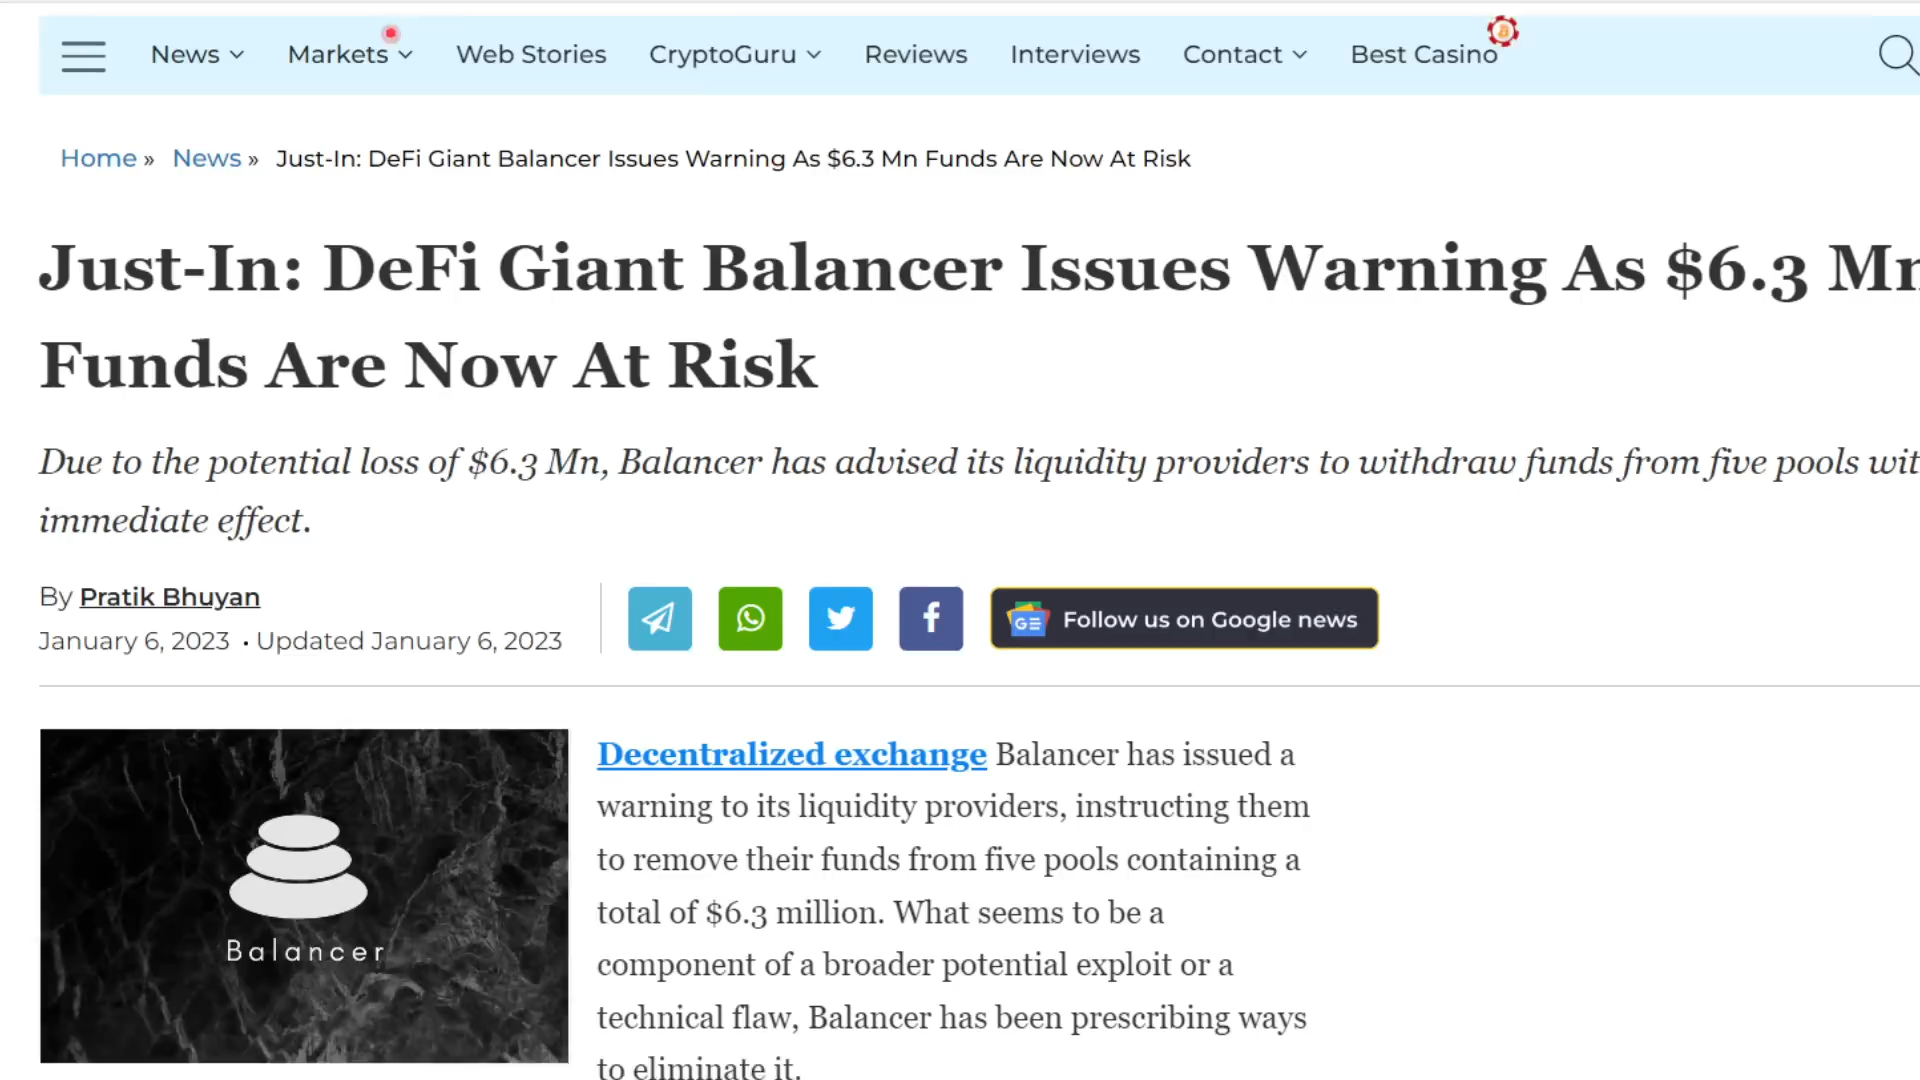 News Markets Web Stories CryptoGuru Reviews Interviews Contact Best Casino
Home » News » Just-In: DeFi Giant Balancer Issues Warning As $6.3 Mn Funds Are Now At Risk
Just-In: DeFi Giant Balancer Issues Warning As $6.3 Mn
Funds Are Now At Risk
Due to the potential loss of $6.3 Mn, Balancer has advised its liquidity providers to withdraw funds from five pools wit
immediate effect.
By Pratik Bhuyan
January 6, 2023 • Updated January 6, 2023
Follow us on Google news
Balancer
Decentralized exchange Balancer has issued a
warning to its liquidity providers, instructing them
to remove their funds from five pools containing a
total of $6.3 million. What seems to be a
component of a broader potential exploit or a
technical flaw, Balancer has been prescribing ways
to eliminate it.